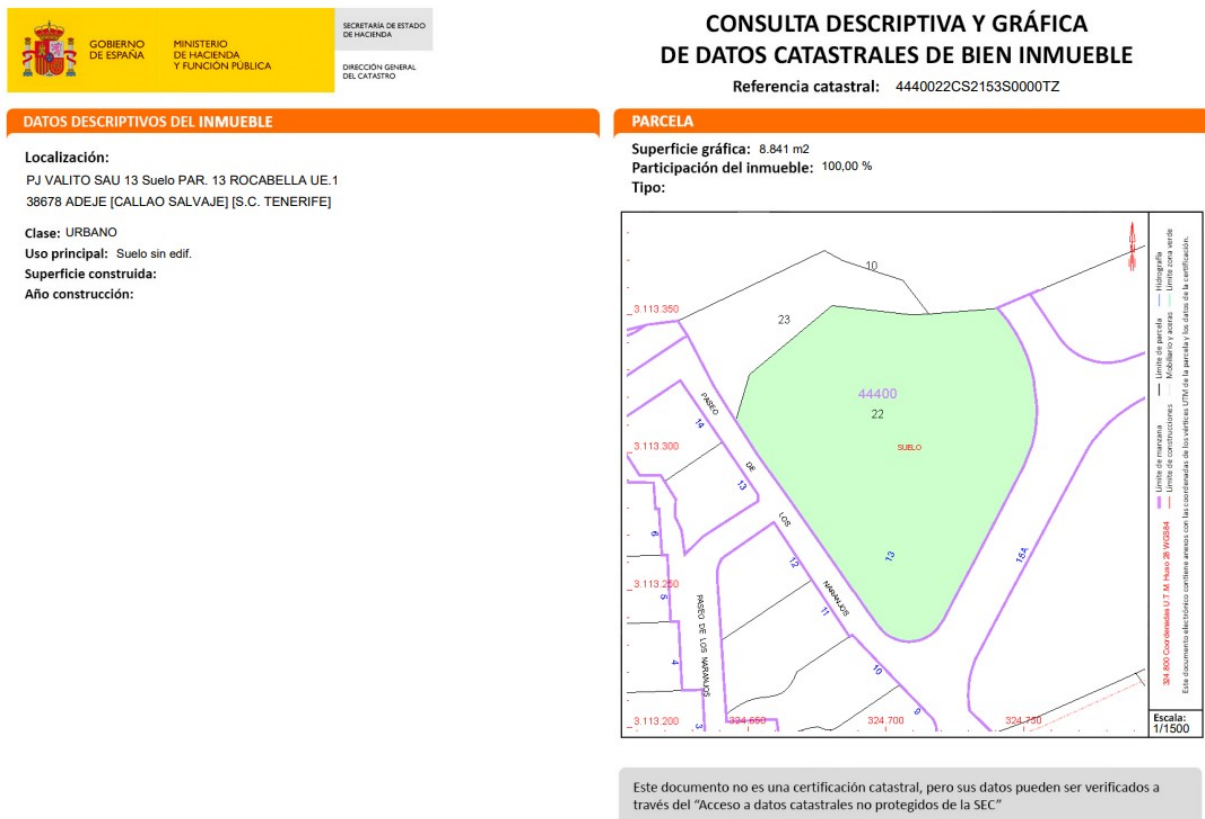 GOBIERNO
DE ESPAÑA
MINISTERIO
DE HACIENDA
Y FUNCIÓN PÚBLICA
SECRETARÍA DE ESTADO
DE HACIENDA
DIRECCIÓN GENERAL
DEL CATASTRO
CONSULTA DESCRIPTIVA Y GRÁFICA
DE DATOS CATASTRALES DE BIEN INMUEBLE
Referencia catastral: 4440022CS2153S0000TZ
DATOS DESCRIPTIVOS DEL INMUEBLE
Localización:
PJ VALITO SAU 13 Suelo PAR. 13 ROCABELLA UE.1
38678 ADEJE [CALLAO SALVAJE] [S.C. TENERIFE]
Clase: URBANO
Uso principal: Suelo sin edif.
Superficie construida:
Año construcción:
PARCELA
Superficie gráfica: 8.841 m2
Participación del inmueble: 100,00 %
Tipo:
10
3.113.350
23
44400
22
SUELO
PASEO
DE
LOS
NARANJOS
14
13
3.113.300
12
11
13
15A
6
5
4
3
3.113.250
PASEO DE LOS NARANJOS
10
9
3.113.200
324.650
324.700
324.750
324.800 Coordenadas U.T.M. Huso 28 WGS84
Límite de manzana
Límite de parcela
Hidrografía
Límite de construcciones
Mobiliario y aceras
Límite zona verde
Este documento electrónico contiene anexos con las coordenadas de los vértices UTM de la parcela y los datos de la certificación.
Escala:
1/1500
Este documento no es una certificación catastral, pero sus datos pueden ser verificados a
través del "Acceso a datos catastrales no protegidos de la SEC"